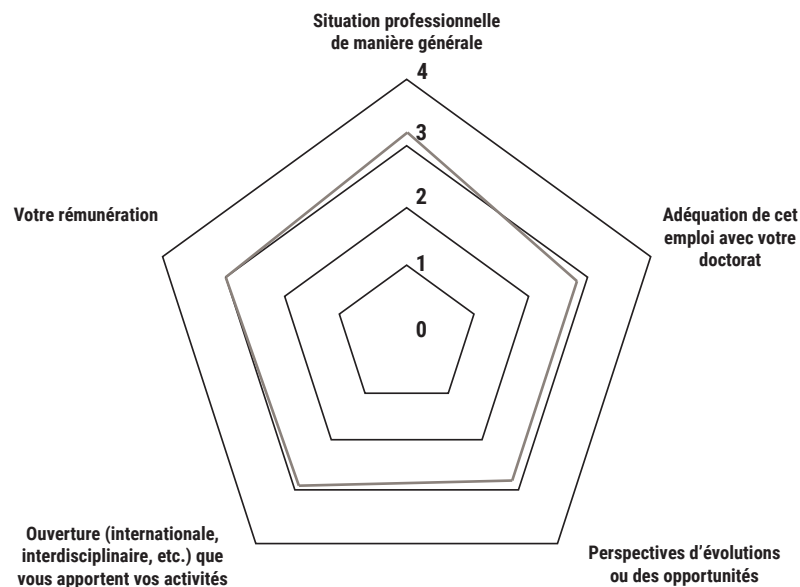 Situation professionnelle
de manière générale
4
3
2
1
0
Votre rémunération
Adéquation de cet
emploi avec votre
doctorat
Ouverture (internationale,
interdisciplinaire, etc.) que
vous apportent vos activités
Perspectives d’évolutions
ou des opportunités